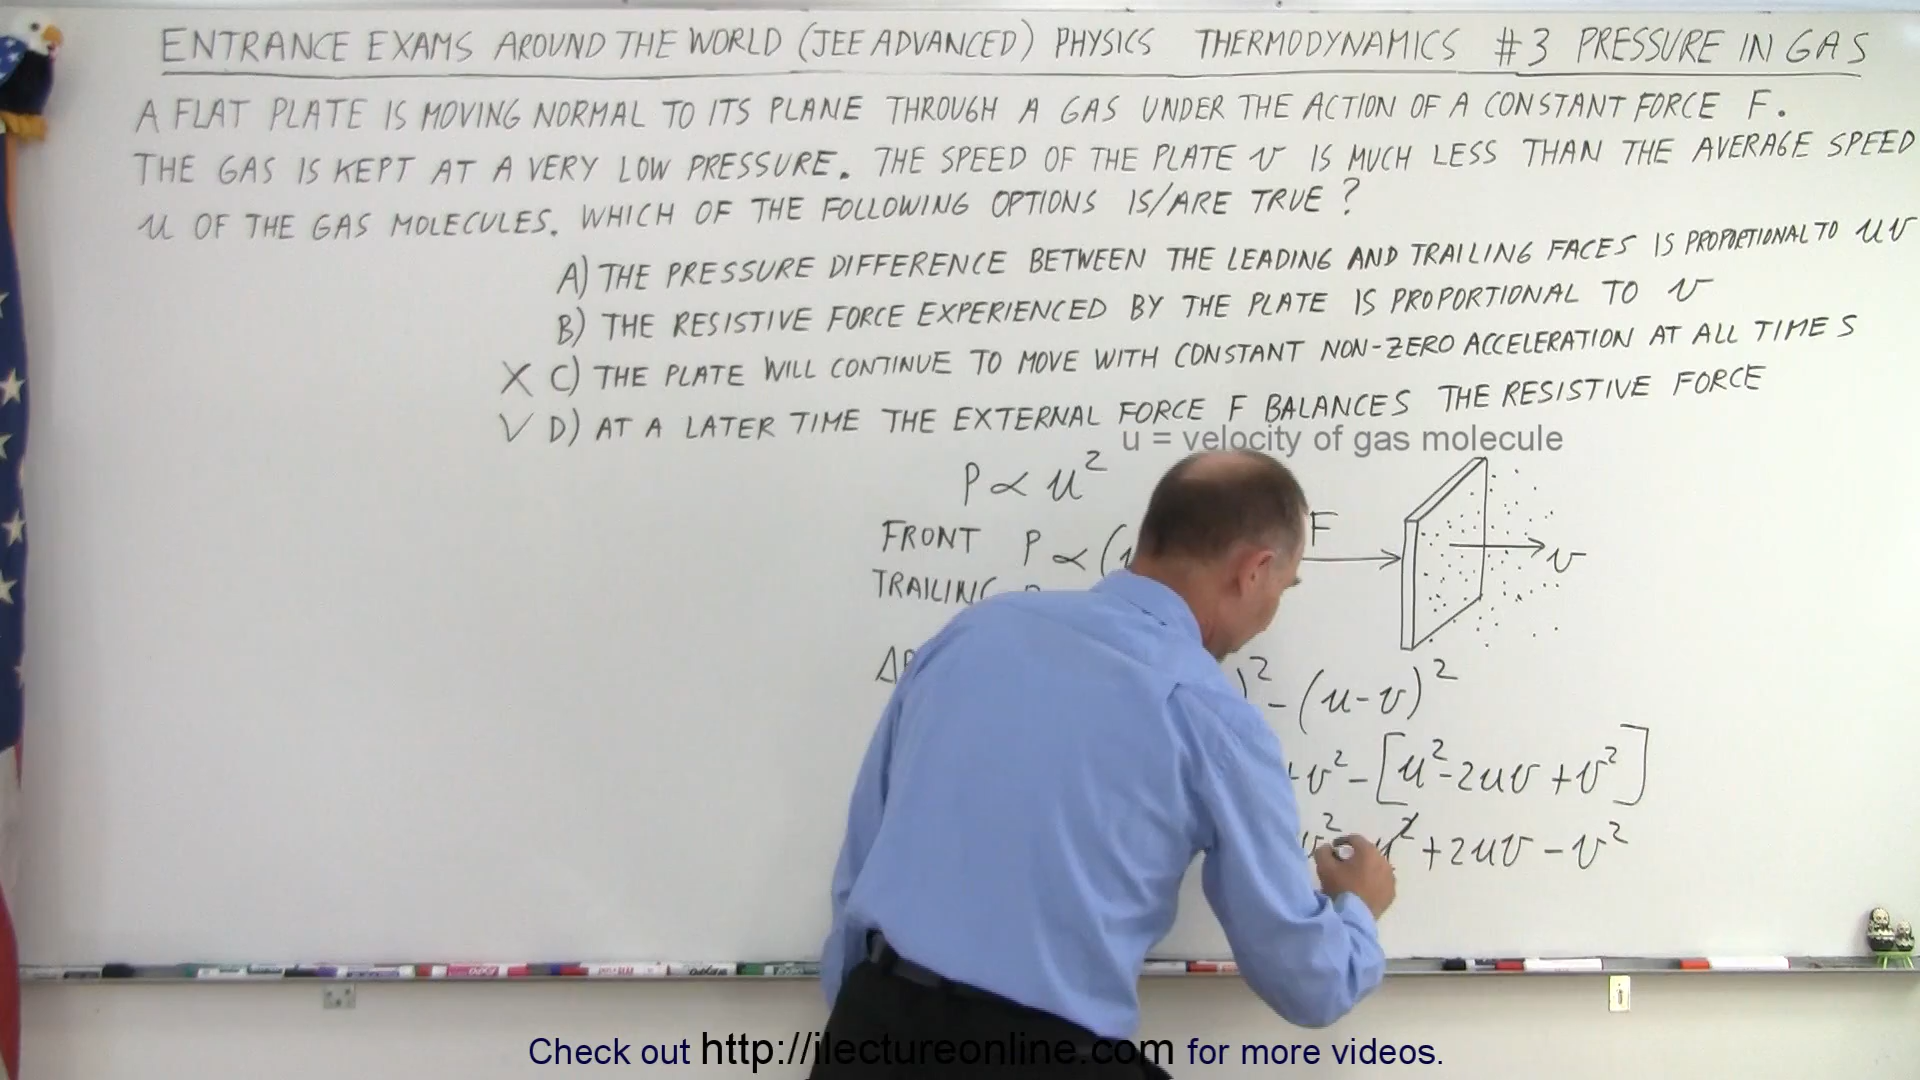 ENTRANCE EXAMS AROUND THE WORLD (JEE ADVANCED) PHYSICS THERMODYNAMICS #3 PRESSURE IN GAS
A FLAT PLATE IS MOVING NORMAL TO ITS PLANE THROUGH A GAS UNDER THE ACTION OF A CONSTANT FORCE F.
THE GAS IS KEPT AT A VERY LOW PRESSURE. THE SPEED OF THE PLATE v IS MUCH LESS THAN THE AVERAGE SPEED
u OF THE GAS MOLECULES. WHICH OF THE FOLLOWING OPTIONS IS/ARE TRUE?
A) THE PRESSURE DIFFERENCE BETWEEN THE LEADING AND TRAILING FACES IS PROPORTIONAL TO uv
B) THE RESISTIVE FORCE EXPERIENCED BY THE PLATE IS PROPORTIONAL TO v
X C) THE PLATE WILL CONTINUE TO MOVE WITH CONSTANT NON-ZERO ACCELERATION AT ALL TIMES
V D) AT A LATER TIME THE EXTERNAL FORCE F BALANCES THE RESISTIVE FORCE
u = velocity of gas molecule
P ∝ u²
FRONT P ∝ (
F
v
TRAILING
)² - (u-v)²
+v² - [u² - 2uv + v²]
v² - u² + 2uv - v²
Check out http://ilectureonline.com for more videos.